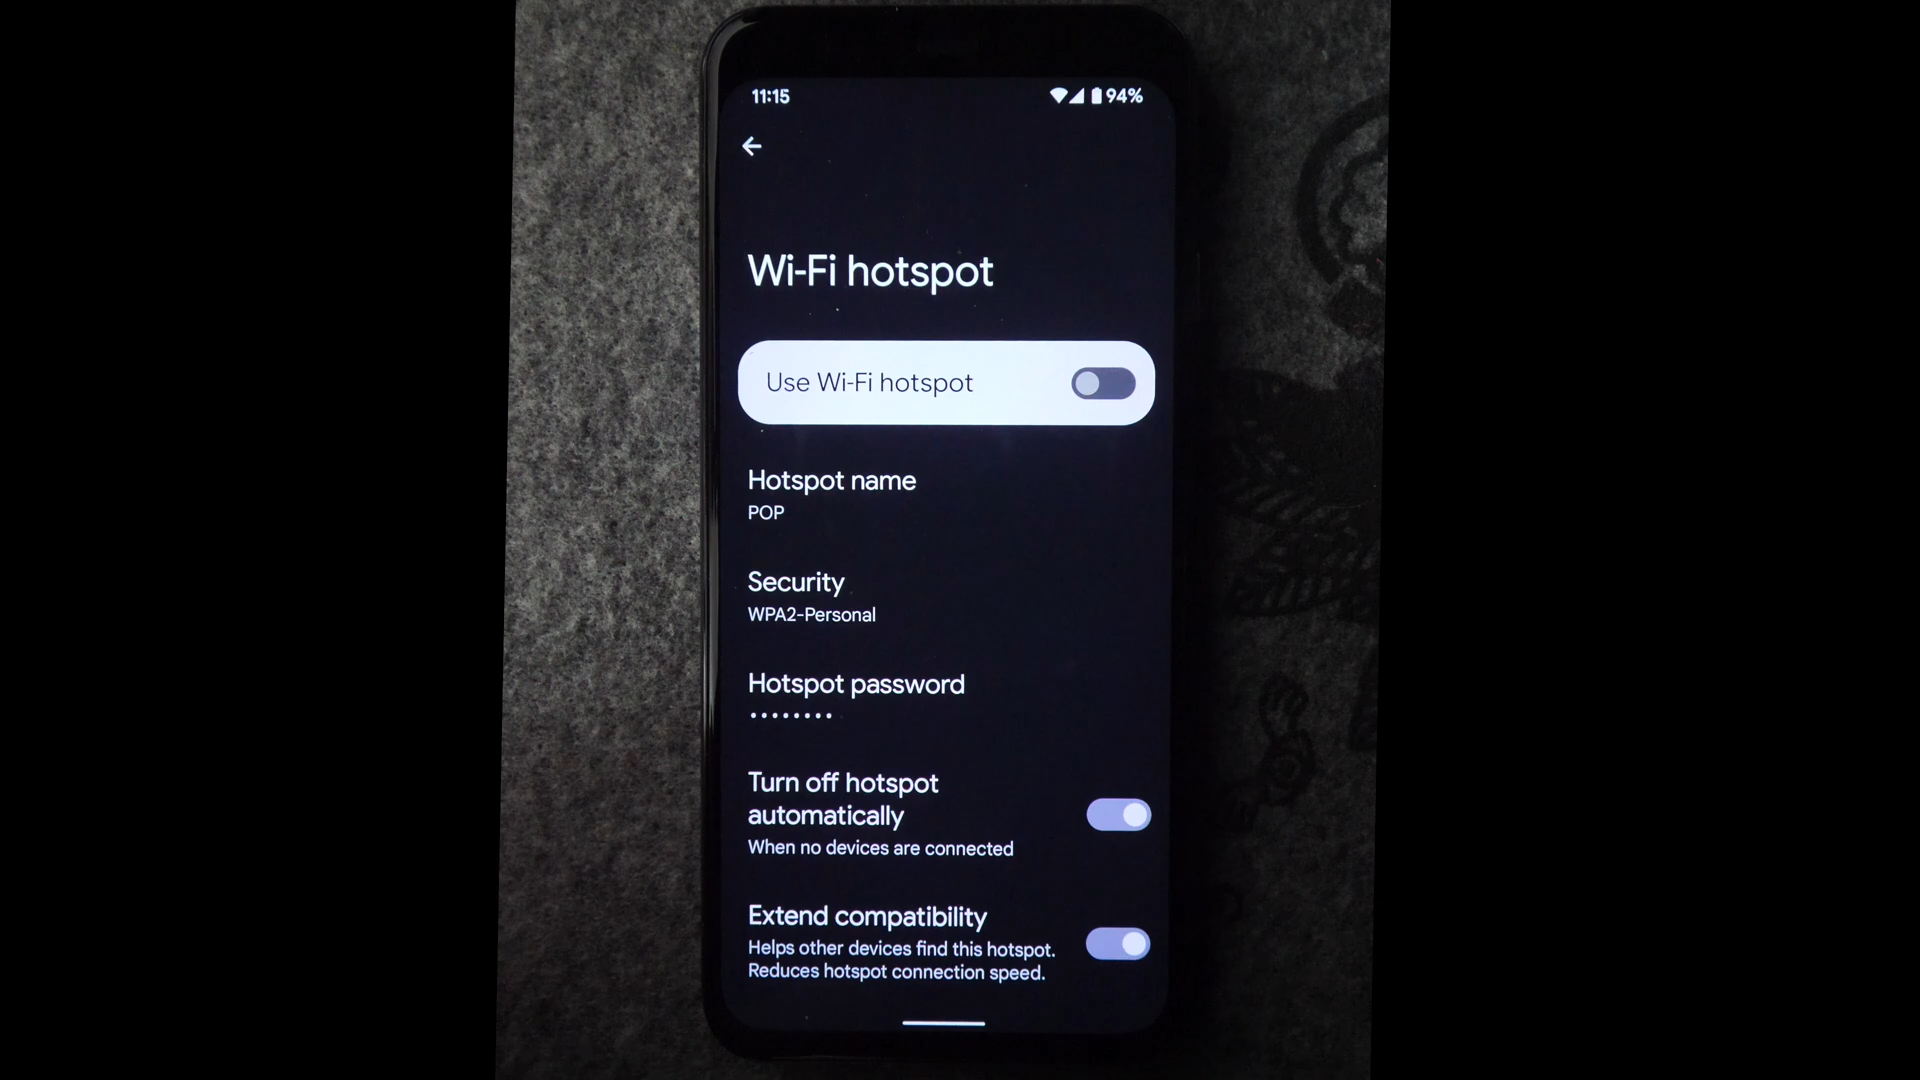 11:15
94%
Wi-Fi hotspot
Use Wi-Fi hotspot
Hotspot name
POP
Security
WPA2-Personal
Hotspot password
••••••••
Turn off hotspot
automatically
When no devices are connected
Extend compatibility
Helps other devices find this hotspot.
Reduces hotspot connection speed.